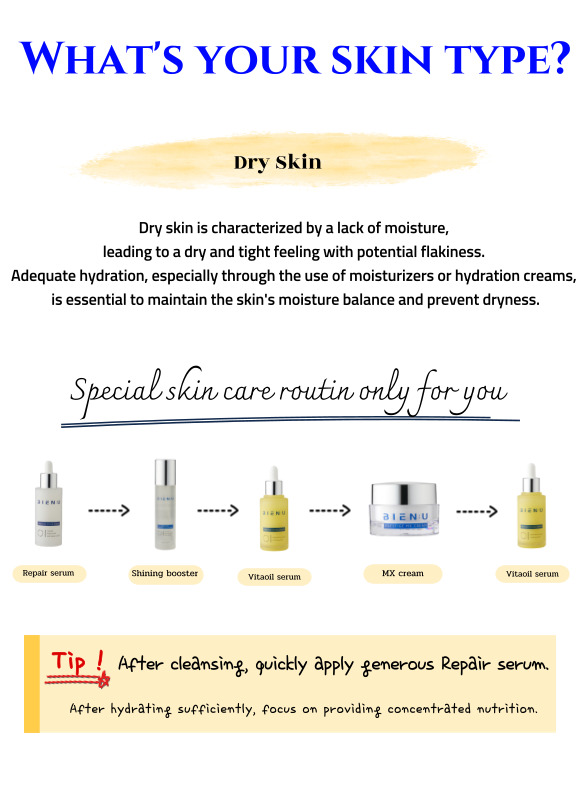 What's your skin type?
Dry Skin
Dry skin is characterized by a lack of moisture,
leading to a dry and tight feeling with potential flakiness.
Adequate hydration, especially through the use of moisturizers or hydration creams,
is essential to maintain the skin's moisture balance and prevent dryness.
Special skin care routin only for you
BIENU
BIENU
BIENU
BIENU
BIENU
Repair serum
Shining booster
Vitaoil serum
MX cream
Vitaoil serum
Tip ! After cleansing, quickly apply generous Repair serum.
After hydrating sufficiently, focus on providing concentrated nutrition.